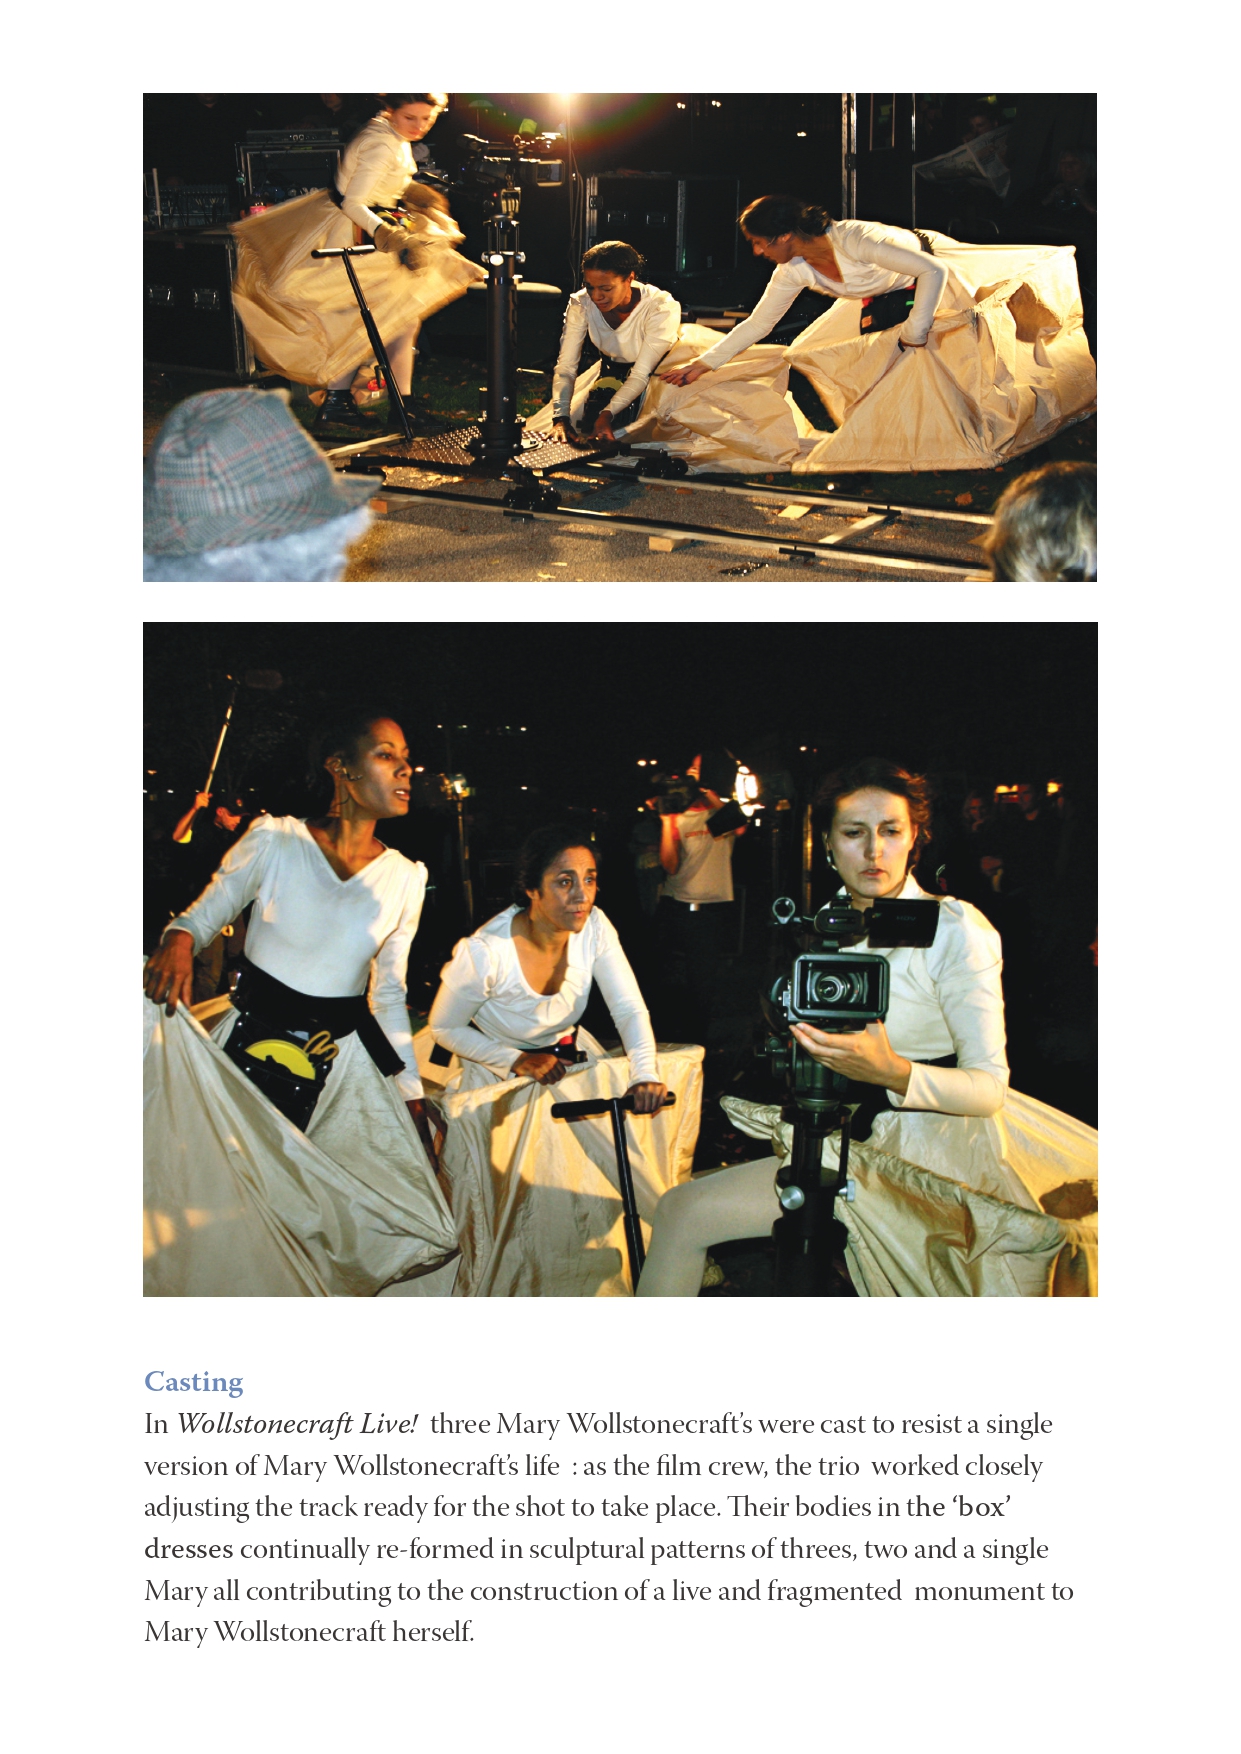 Casting
In Wollstonecraft Live! three Mary Wollstonecraft’s were cast to resist a single
version of Mary Wollstonecraft’s life : as the film crew, the trio worked closely
adjusting the track ready for the shot to take place. Their bodies in the ‘box’
dresses continually re-formed in sculptural patterns of threes, two and a single
Mary all contributing to the construction of a live and fragmented monument to
Mary Wollstonecraft herself.